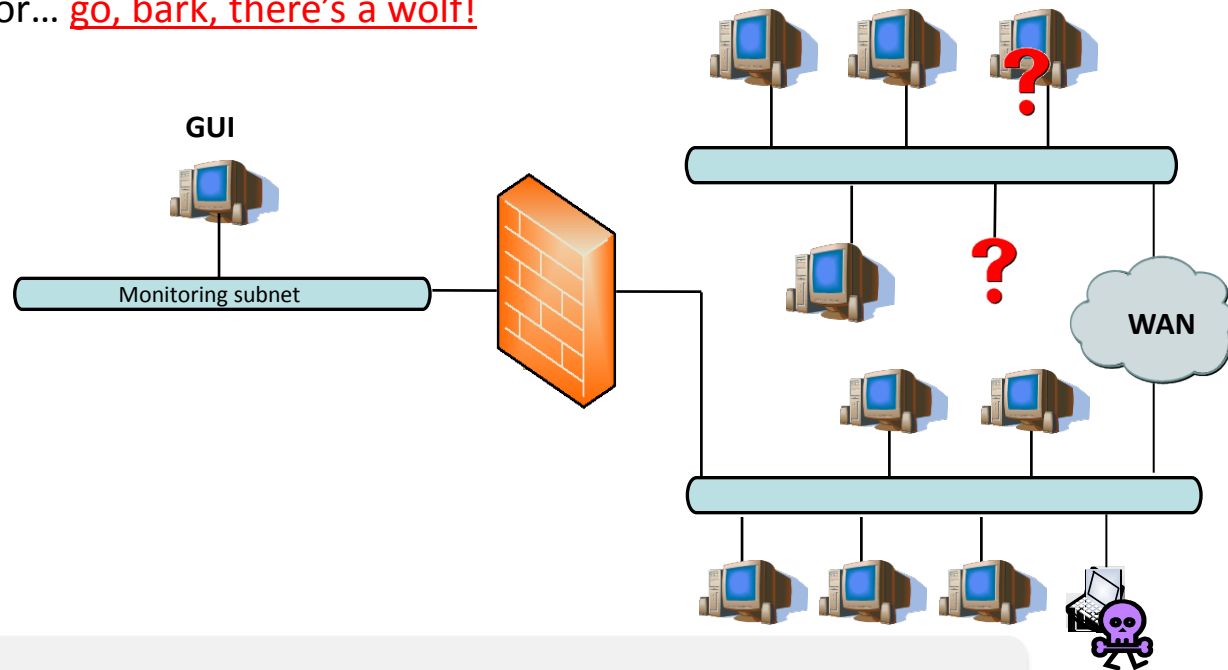 or... go, bark, there's a wolf!
GUI
?
Monitoring subnet
?
WAN